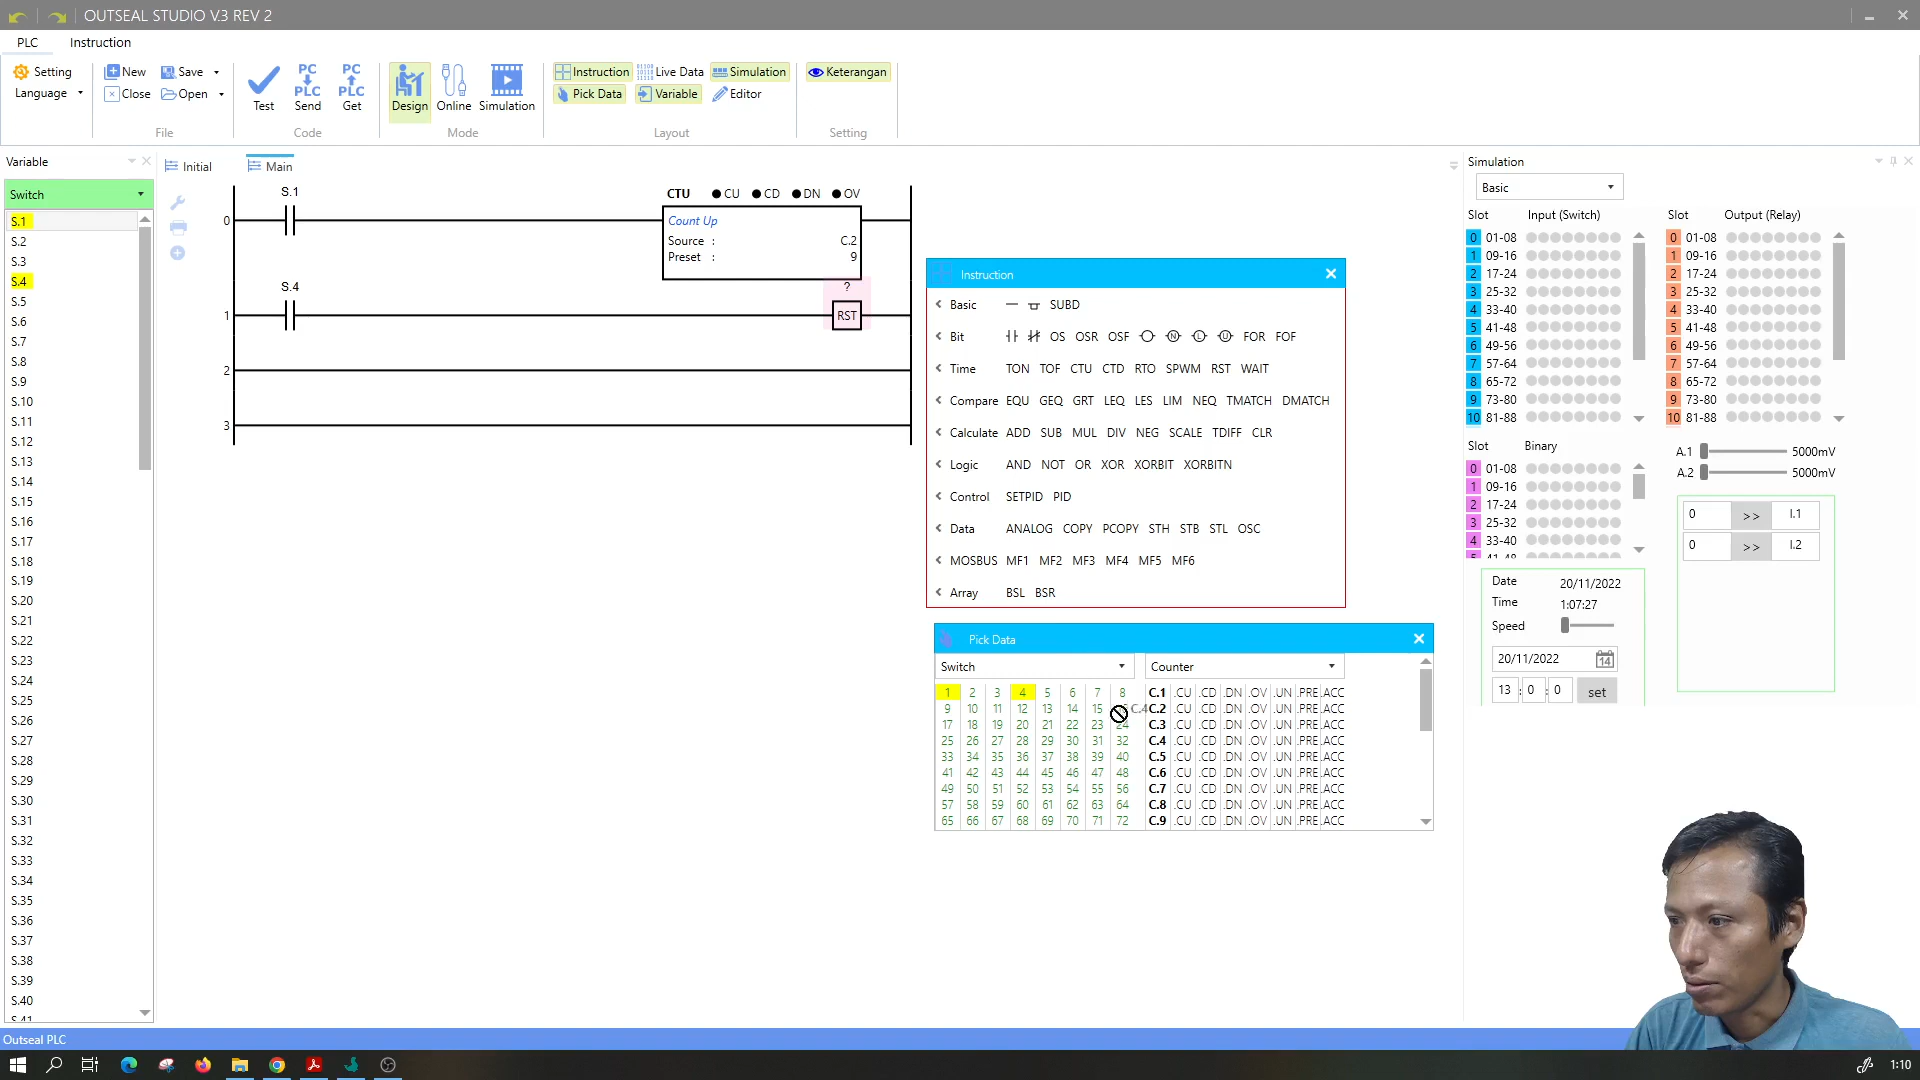 OUTSEAL STUDIO V.3 REV 2
PLC Instruction
Setting
Language
New Save
Close Open
File
Test
PC PLC Send
PC PLC Get
Code
Design Online Simulation
Mode
Instruction Live Data Simulation
Pick Data Variable Editor
Layout
Keterangan
Setting
Variable
Switch
S.1
S.2
S.3
S.4
S.5
S.6
S.7
S.8
S.9
S.10
S.11
S.12
S.13
S.14
S.15
S.16
S.17
S.18
S.19
S.20
S.21
S.22
S.23
S.24
S.25
S.26
S.27
S.28
S.29
S.30
S.31
S.32
S.33
S.34
S.35
S.36
S.37
S.38
S.39
S.40
S.41
Initial Main
S.1 CTU CU CD DN OV
0
Count Up
Source : C.2
Preset : 9
S.4 ?
1 RST
2
3
Instruction
Basic SUBD
Bit OS OSR OSF N L U FOR FOF
Time TON TOF CTU CTD RTO SPWM RST WAIT
Compare EQU GEQ GRT LEQ LES LIM NEQ TMATCH DMATCH
Calculate ADD SUB MUL DIV NEG SCALE TDIFF CLR
Logic AND NOT OR XOR XORBIT XORBITN
Control SETPID PID
Data ANALOG COPY PCOPY STH STB STL OSC
MOSBUS MF1 MF2 MF3 MF4 MF5 MF6
Array BSL BSR
Pick Data
Switch Counter
1 2 3 4 5 6 7 8 C.1 .CU .CD .DN .OV .UN .PRE .ACC
9 10 11 12 13 14 15 C.4 C.2 .CU .CD .DN .OV .UN .PRE .ACC
17 18 19 20 21 22 23 24 C.3 .CU .CD .DN .OV .UN .PRE .ACC
25 26 27 28 29 30 31 32 C.4 .CU .CD .DN .OV .UN .PRE .ACC
33 34 35 36 37 38 39 40 C.5 .CU .CD .DN .OV .UN .PRE .ACC
41 42 43 44 45 46 47 48 C.6 .CU .CD .DN .OV .UN .PRE .ACC
49 50 51 52 53 54 55 56 C.7 .CU .CD .DN .OV .UN .PRE .ACC
57 58 59 60 61 62 63 64 C.8 .CU .CD .DN .OV .UN .PRE .ACC
65 66 67 68 69 70 71 72 C.9 .CU .CD .DN .OV .UN .PRE .ACC
Simulation
Basic
Slot Input (Switch) Slot Output (Relay)
0 01-08 0 01-08
1 09-16 1 09-16
2 17-24 2 17-24
3 25-32 3 25-32
4 33-40 4 33-40
5 41-48 5 41-48
6 49-56 6 49-56
7 57-64 7 57-64
8 65-72 8 65-72
9 73-80 9 73-80
10 81-88 10 81-88
Slot Binary
0 01-08
1 09-16
2 17-24
3 25-32
4 33-40
5 41-48
A.1 5000mV
A.2 5000mV
0 >> I.1
0 >> I.2
Date 20/11/2022
Time 1:07:27
Speed
20/11/2022 14
13 : 0 : 0 set
Outseal PLC
1:10